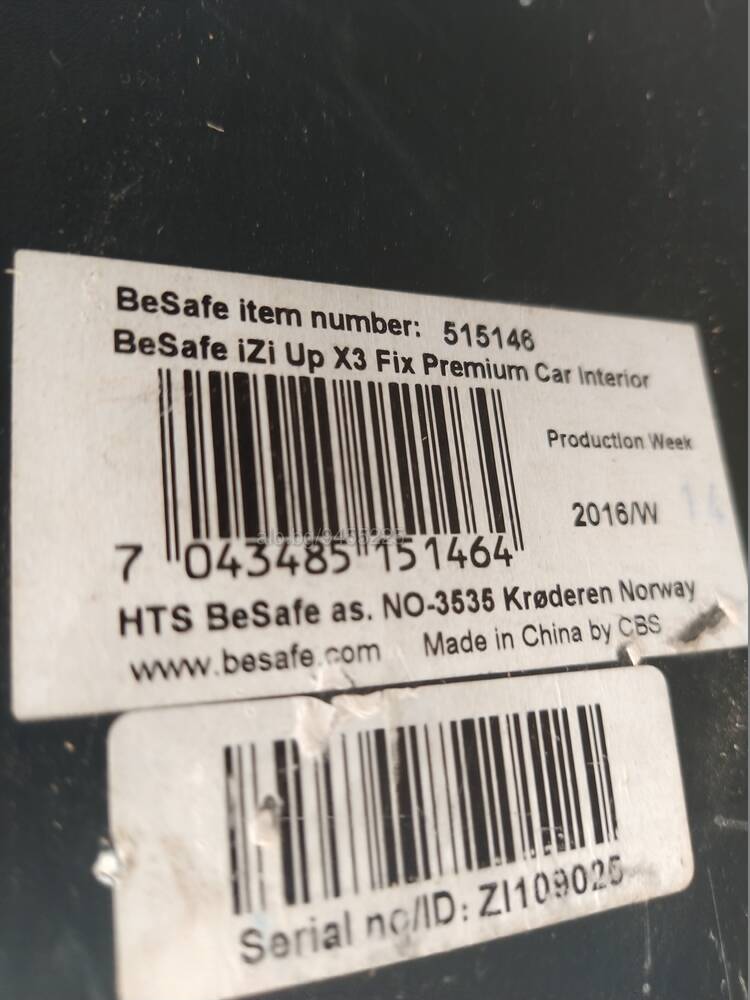 BeSafe item number: 515146
BeSafe iZi Up X3 Fix Premium Car Interior
Production Week
2016/W 14
7 043485 151464
HTS BeSafe as. NO-3535 Krøderen Norway
www.besafe.com Made in China by CBS
Serial no/ID: ZI109025